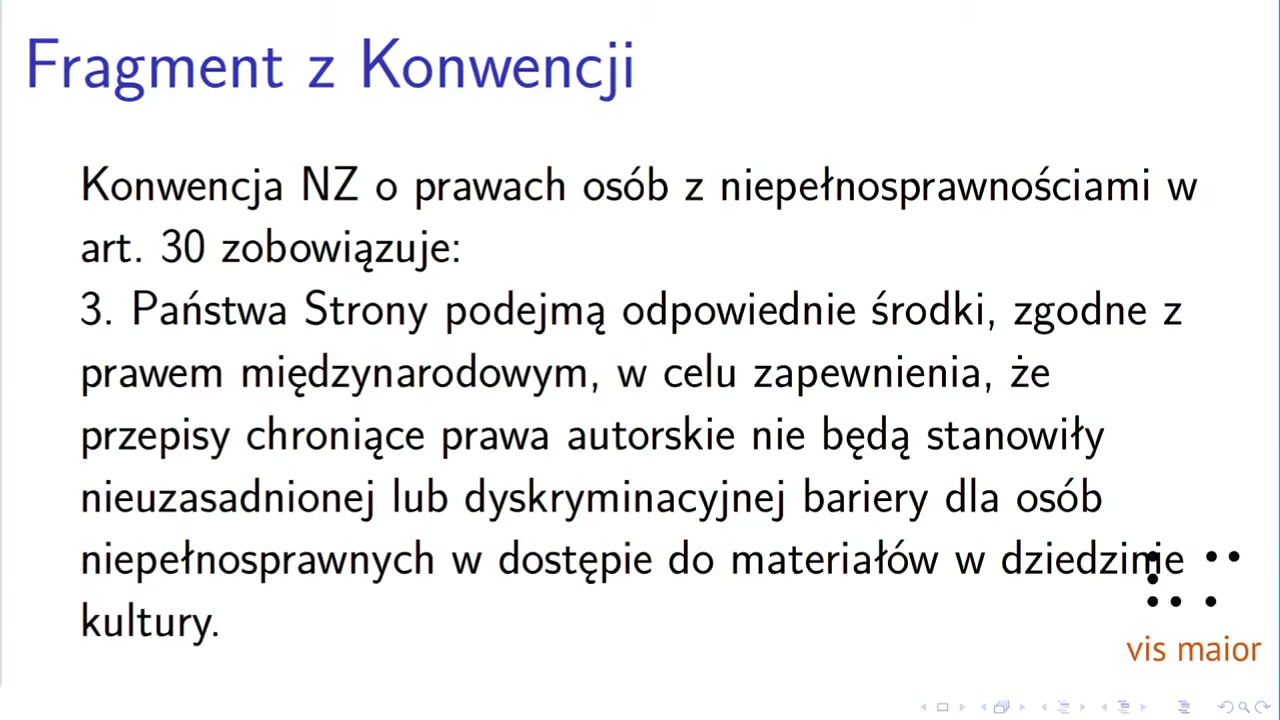 Fragment z Konwencji
Konwencja NZ o prawach osób z niepełnosprawnościami w
art. 30 zobowiązuje:
3. Państwa Strony podejmą odpowiednie środki, zgodne z
prawem międzynarodowym, w celu zapewnienia, że
przepisy chroniące prawa autorskie nie będą stanowiły
nieuzasadnionej lub dyskryminacyjnej bariery dla osób
niepełnosprawnych w dostępie do materiałów w dziedzinie
kultury.
vis maior